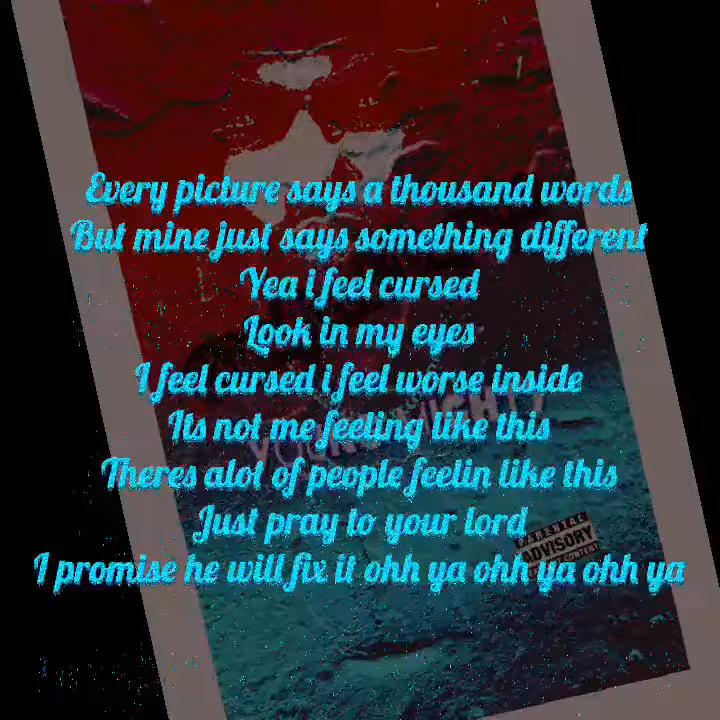 Every picture says a thousand words
But mine just says something different
Yea i feel cursed
Look in my eyes
I feel cursed i feel worse inside
Its not me feeling like this
Theres alot of people feelin like this
Just pray to your lord
I promise he will fix it ohh ya ohh ya ohh ya
PARENTAL
ADVISORY
CONTENT